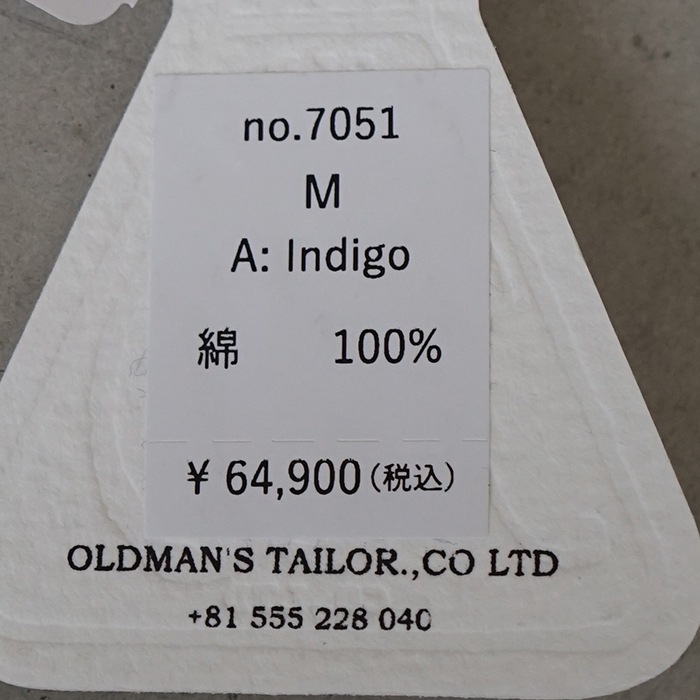 no.7051
M
A: Indigo
綿 100%
¥ 64,900(税込)
OLDMAN'S TAILOR.,CO LTD
+81 555 228 040